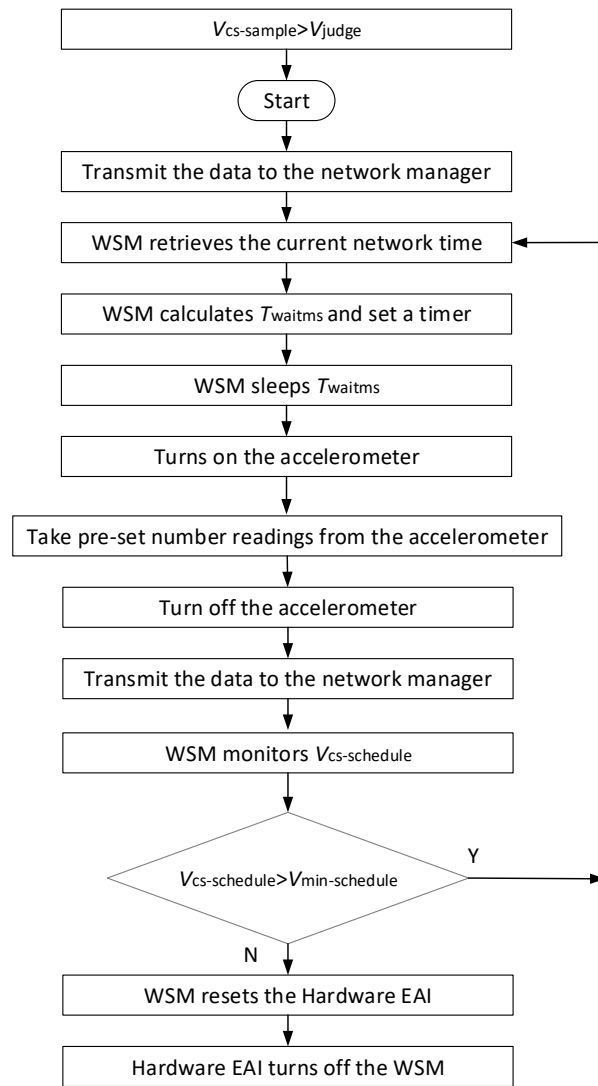 Vcs-sample>Vjudge
Start
Transmit the data to the network manager
WSM retrieves the current network time
WSM calculates Twaitms and set a timer
WSM sleeps Twaitms
Turns on the accelerometer
Take pre-set number readings from the accelerometer
Turn off the accelerometer
Transmit the data to the network manager
WSM monitors Vcs-schedule
Vcs-schedule>Vmin-schedule
Y
N
WSM resets the Hardware EAI
Hardware EAI turns off the WSM